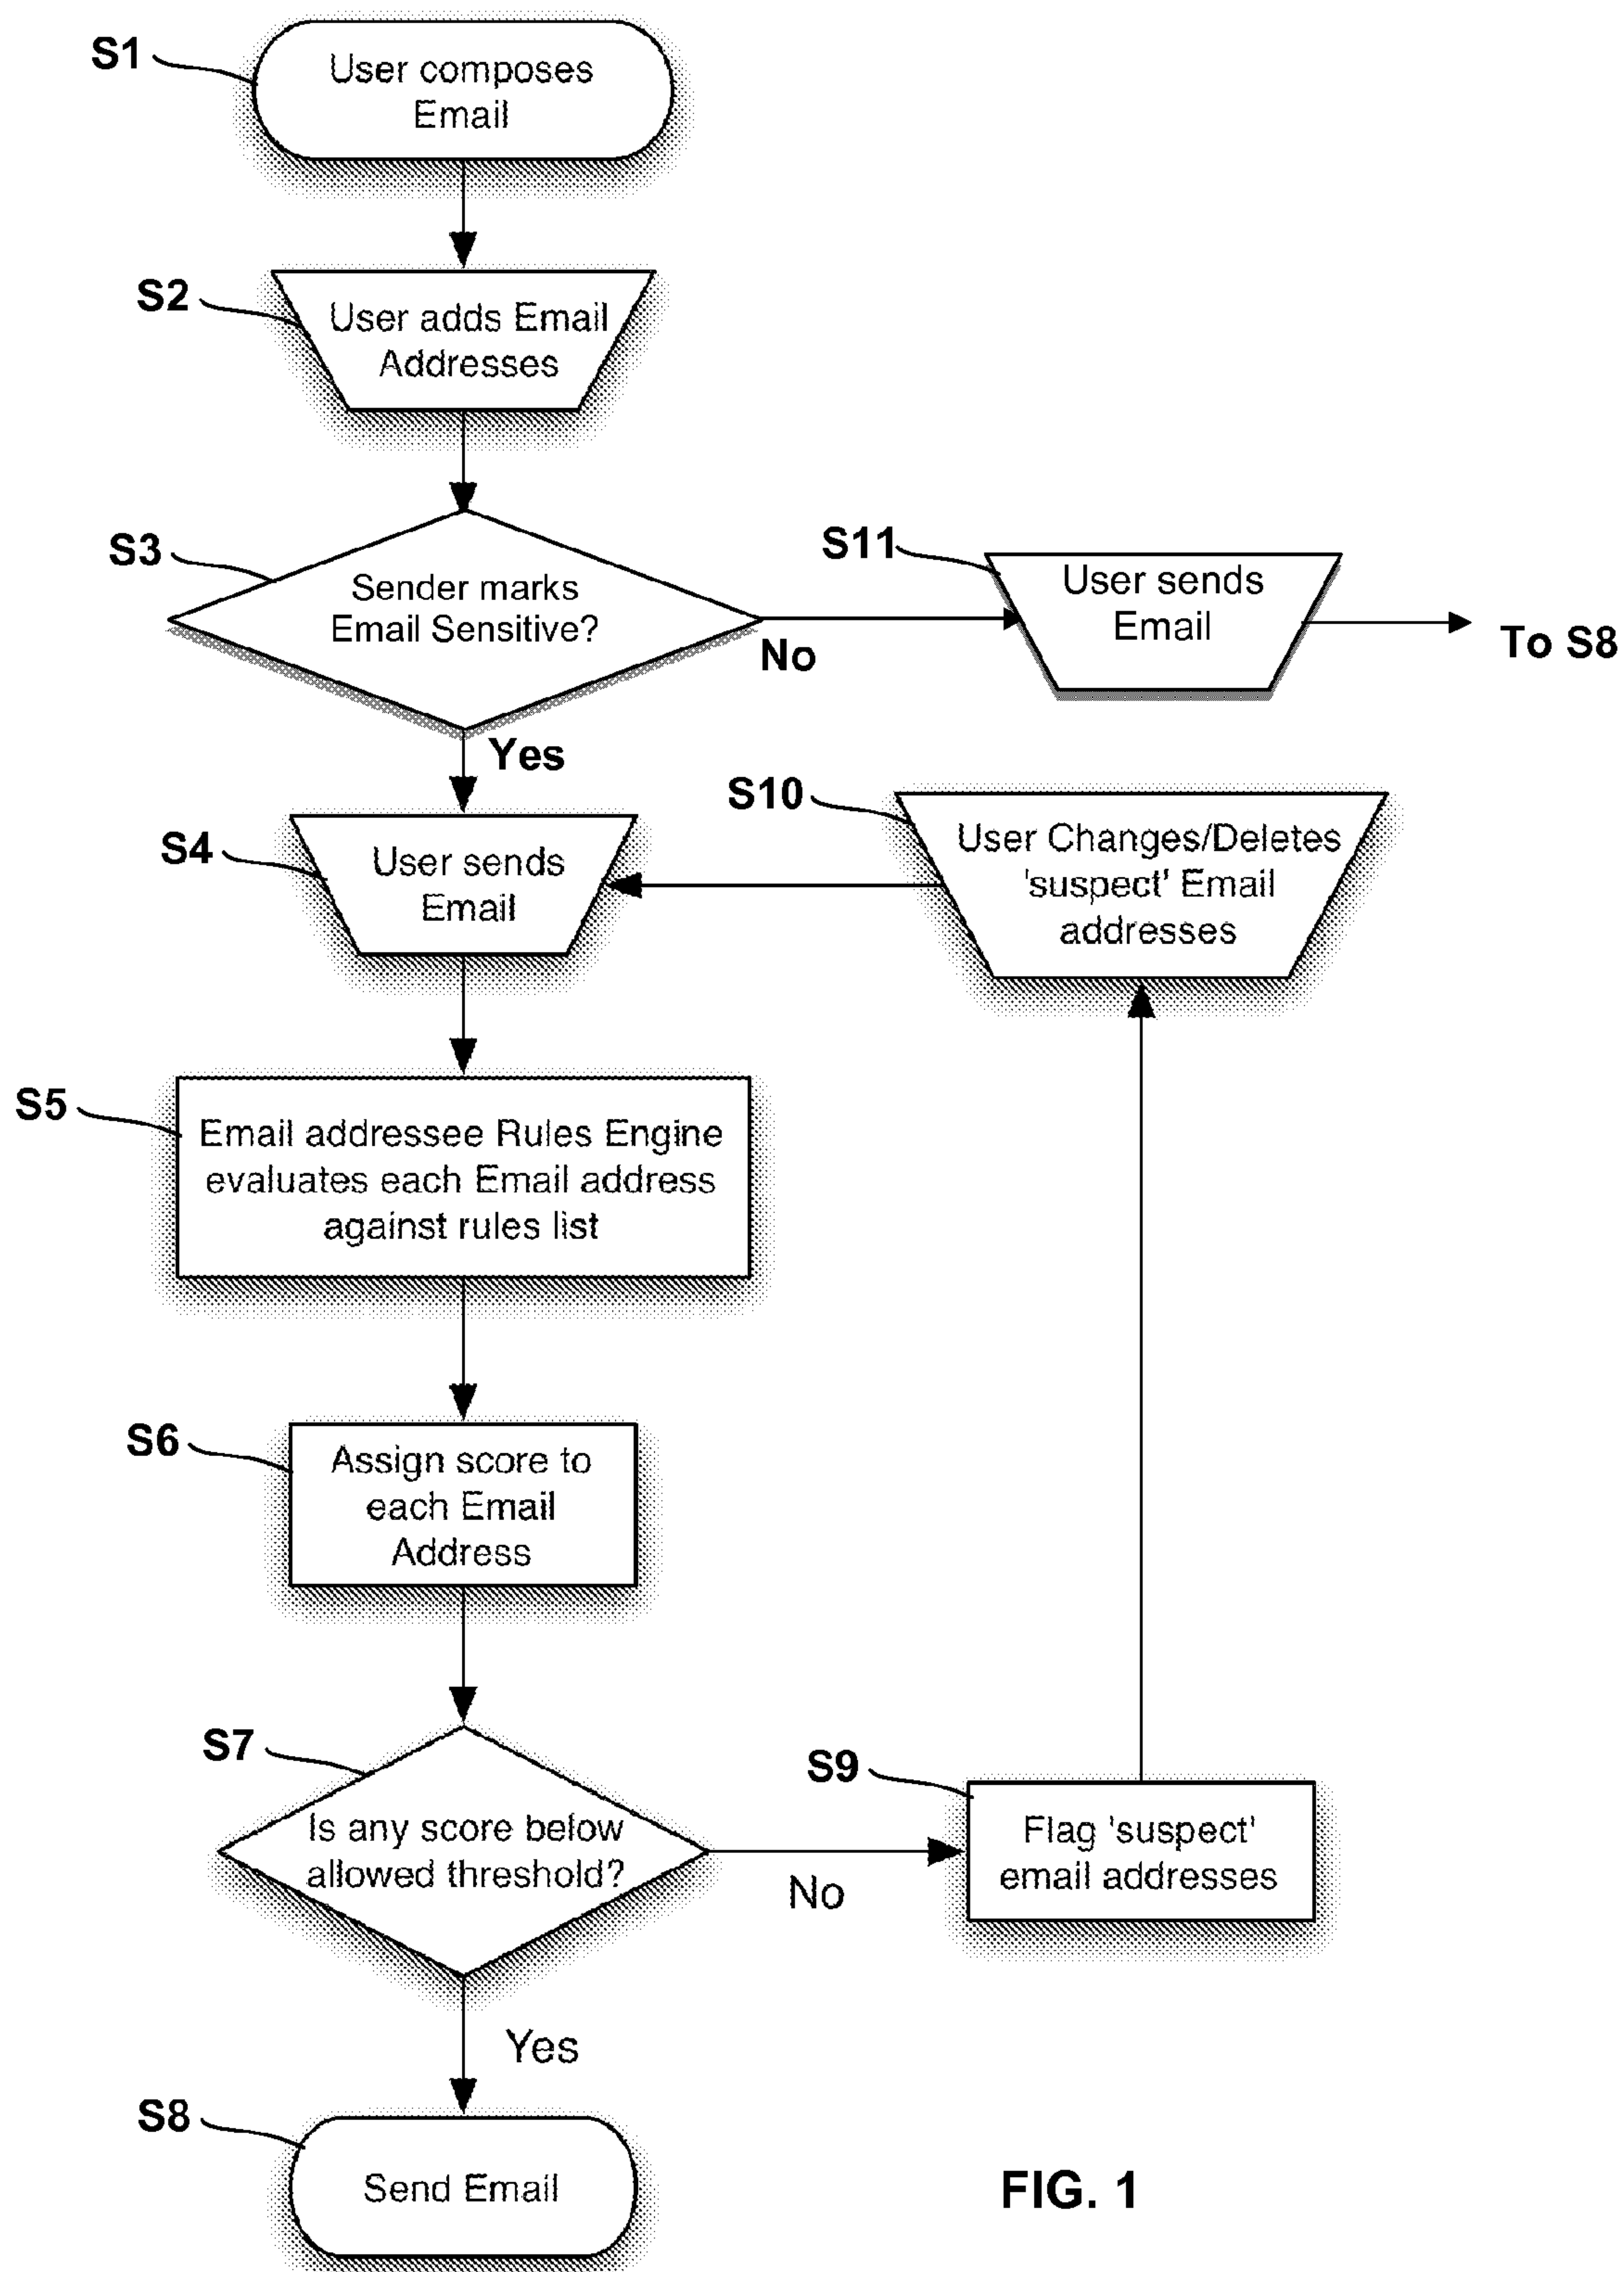 S1
User composes
Email
S2
User adds Email
Addresses
S3
Sender marks
Email Sensitive?
No
S11
User sends
Email
To S8
Yes
S4
User sends
Email
S10
User Changes/Deletes
'suspect' Email
addresses
S5
Email addressee Rules Engine
evaluates each Email address
against rules list
S6
Assign score to
each Email
Address
S7
Is any score below
allowed threshold?
No
S9
Flag 'suspect'
email addresses
Yes
S8
Send Email
FIG. 1